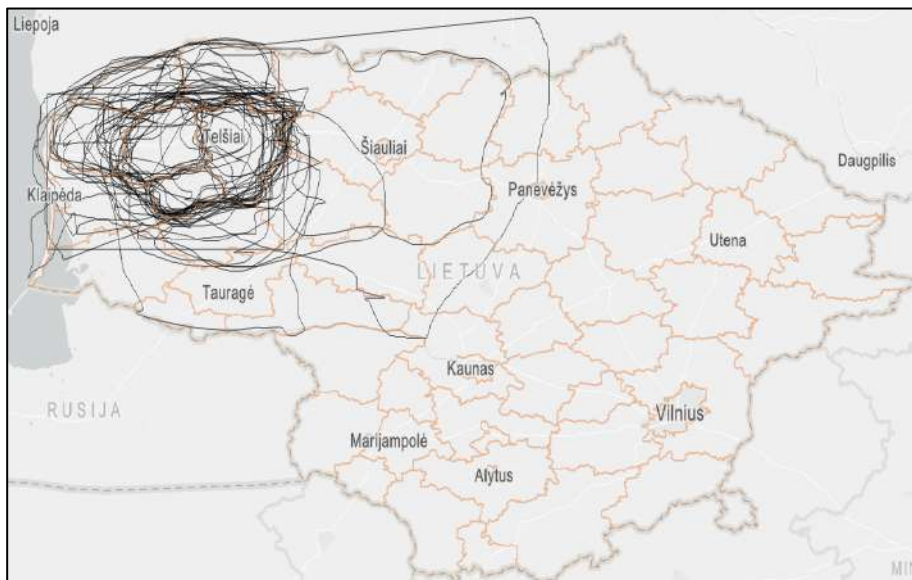 Liepoja
Telšiai
Šiauliai
Daugpilis
Klaipėda
Panevėžys
Utena
LIETUVA
Tauragė
Kaunas
RUSIJA
Vilnius
Marijampolė
Alytus